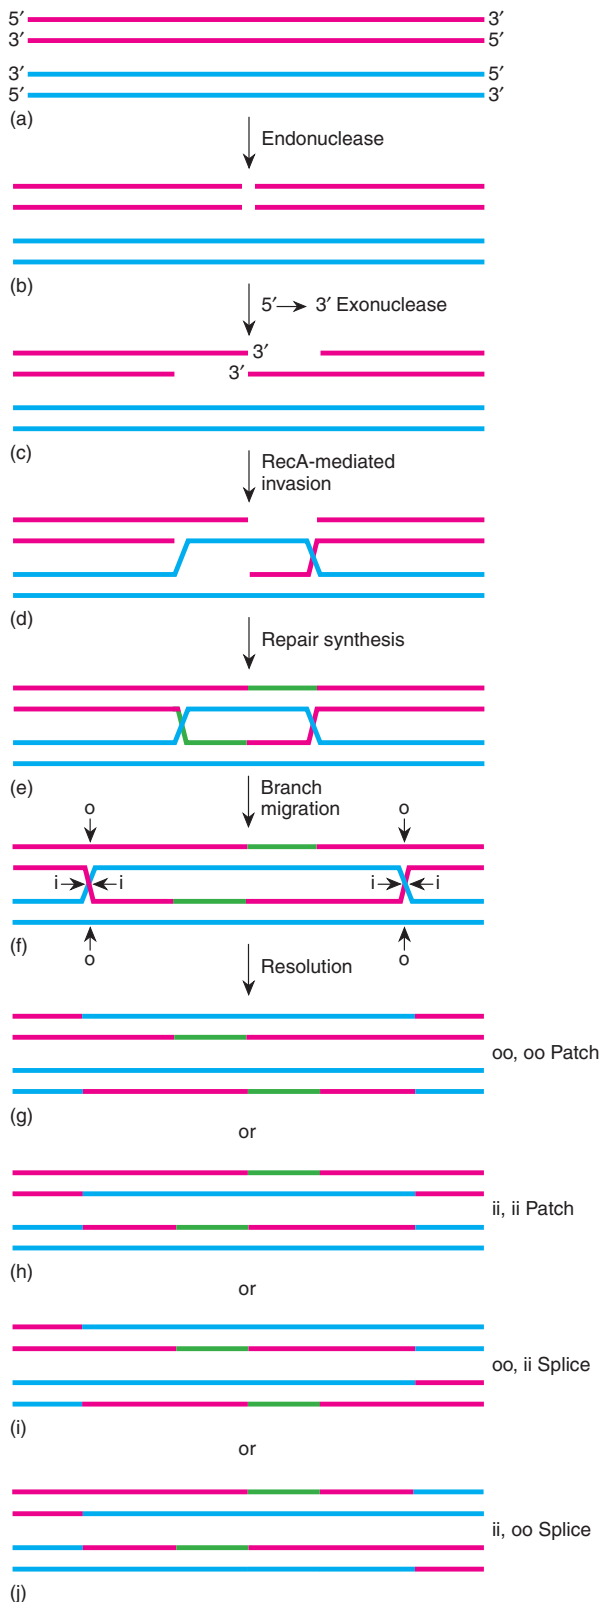 5′ 3′
3′ 5′
3′ 5′
5′ 3′
(a)
Endonuclease
(b)
5′ → 3′ Exonuclease
3′
3′
(c)
RecA-mediated
invasion
(d)
Repair synthesis
(e)
Branch
migration
o o
i i i i
(f)
o o
Resolution
oo, oo Patch
(g)
or
ii, ii Patch
(h)
or
oo, ii Splice
(i)
or
ii, oo Splice
(j)